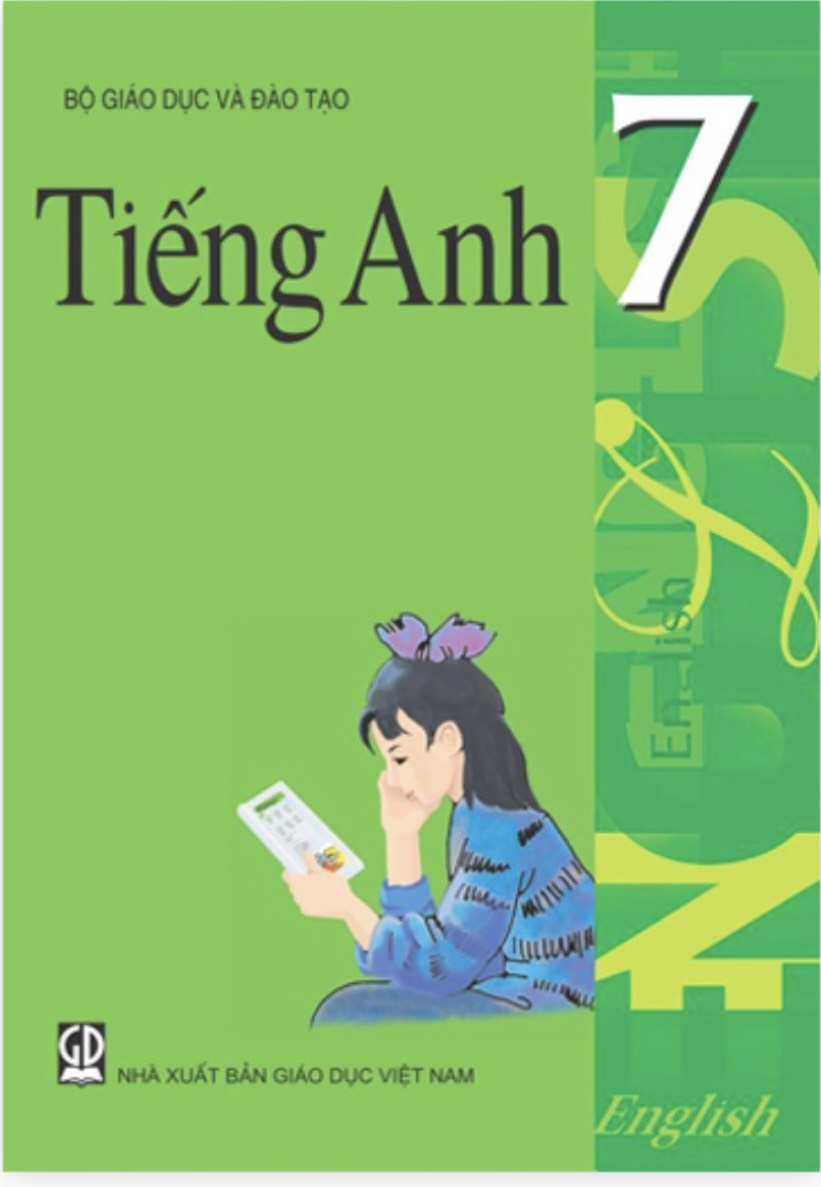 BỘ GIÁO DỤC VÀ ĐÀO TẠO
Tiếng Anh 7
English
GD
NHÀ XUẤT BẢN GIÁO DỤC VIỆT NAM
ENGLISH
English